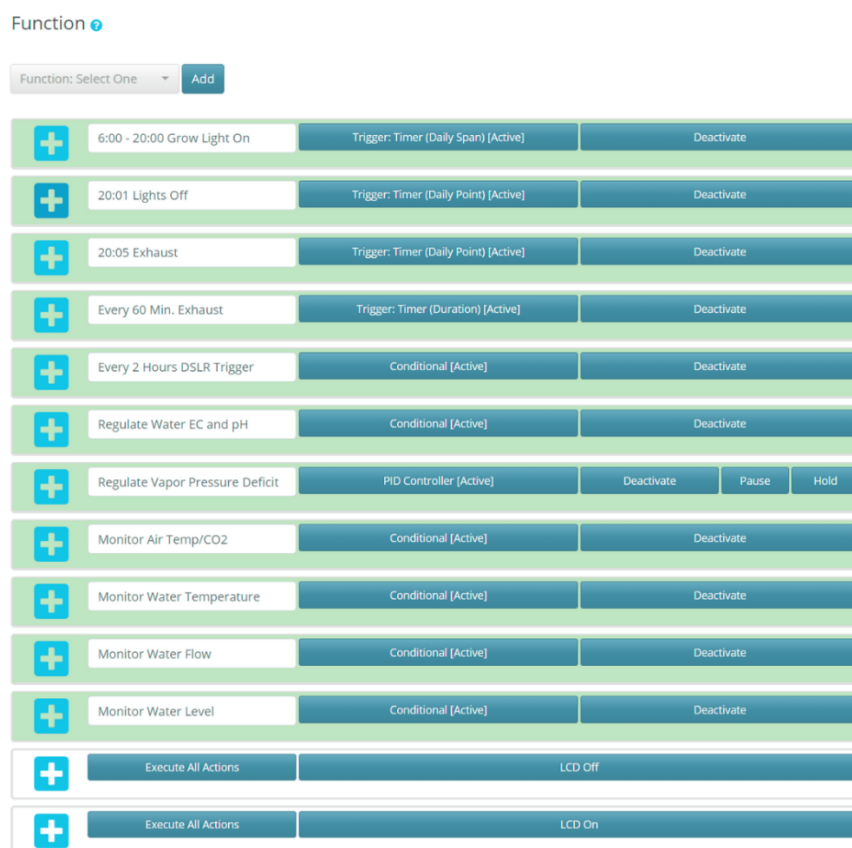 Function
Function: Select One Add
6:00 - 20:00 Grow Light On Trigger: Timer (Daily Span) [Active] Deactivate
20:01 Lights Off Trigger: Timer (Daily Point) [Active] Deactivate
20:05 Exhaust Trigger: Timer (Daily Point) [Active] Deactivate
Every 60 Min. Exhaust Trigger: Timer (Duration) [Active] Deactivate
Every 2 Hours DSLR Trigger Conditional [Active] Deactivate
Regulate Water EC and pH Conditional [Active] Deactivate
Regulate Vapor Pressure Deficit PID Controller [Active] Deactivate Pause Hold
Monitor Air Temp/CO2 Conditional [Active] Deactivate
Monitor Water Temperature Conditional [Active] Deactivate
Monitor Water Flow Conditional [Active] Deactivate
Monitor Water Level Conditional [Active] Deactivate
Execute All Actions LCD Off
Execute All Actions LCD On